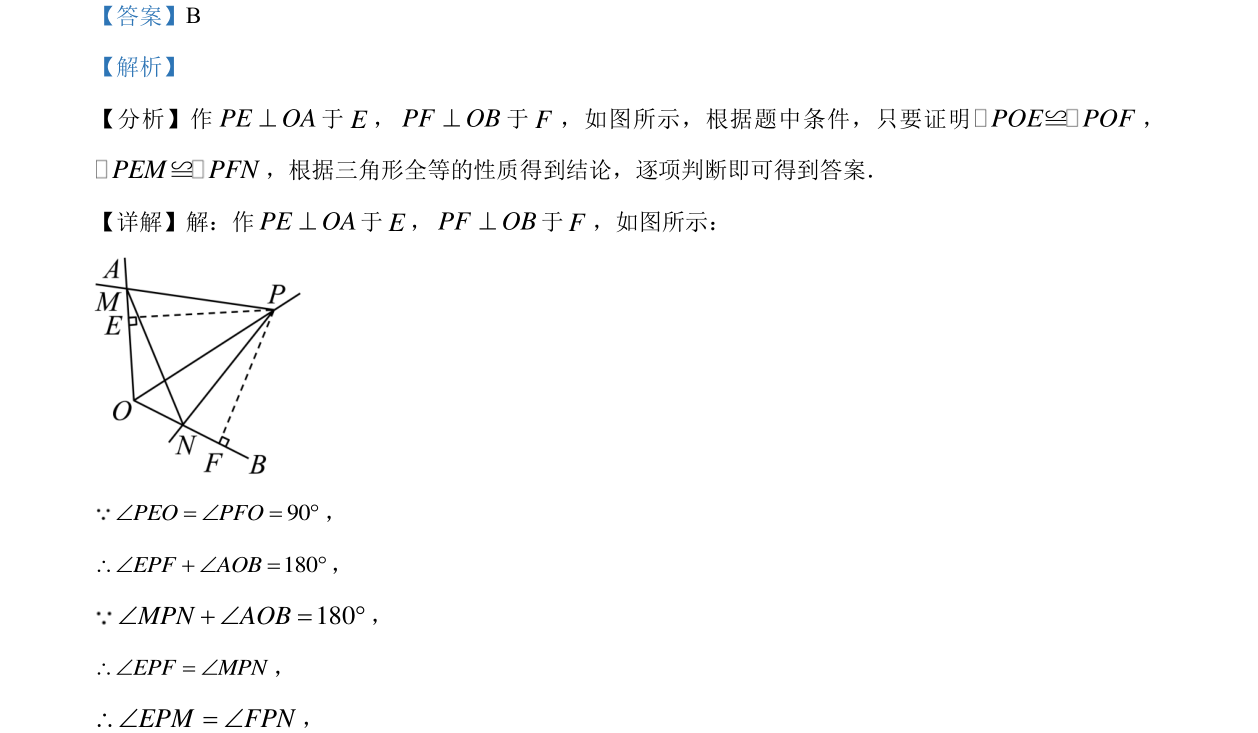 【答案】B
【解析】
【分析】作 PE ⊥ OA 于 E，PF ⊥ OB 于 F，如图所示，根据题中条件，只要证明□POE≌□POF，
□PEM≌□PFN，根据三角形全等的性质得到结论，逐项判断即可得到答案．
【详解】解：作 PE ⊥ OA 于 E，PF ⊥ OB 于 F，如图所示：
A
M
P
E
O
N
F
B
∵∠PEO = ∠PFO = 90°，
∴∠EPF + ∠AOB = 180°，
∵∠MPN + ∠AOB = 180°，
∴∠EPF = ∠MPN，
∴∠EPM = ∠FPN，